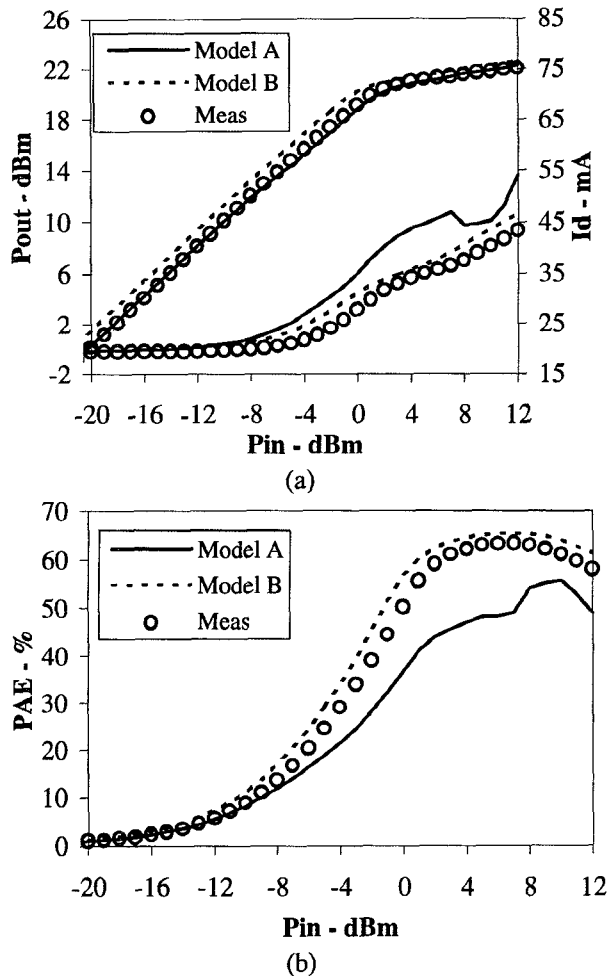 26
22
18
14
10
6
2
-2
Pout - dBm
Model A
Model B
Meas
85
75
65
55
45
35
25
15
Id - mA
-20 -16 -12 -8 -4 0 4 8 12
Pin - dBm
(a)
70
60
50
40
30
20
10
0
PAE - %
Model A
Model B
Meas
-20 -16 -12 -8 -4 0 4 8 12
Pin - dBm
(b)